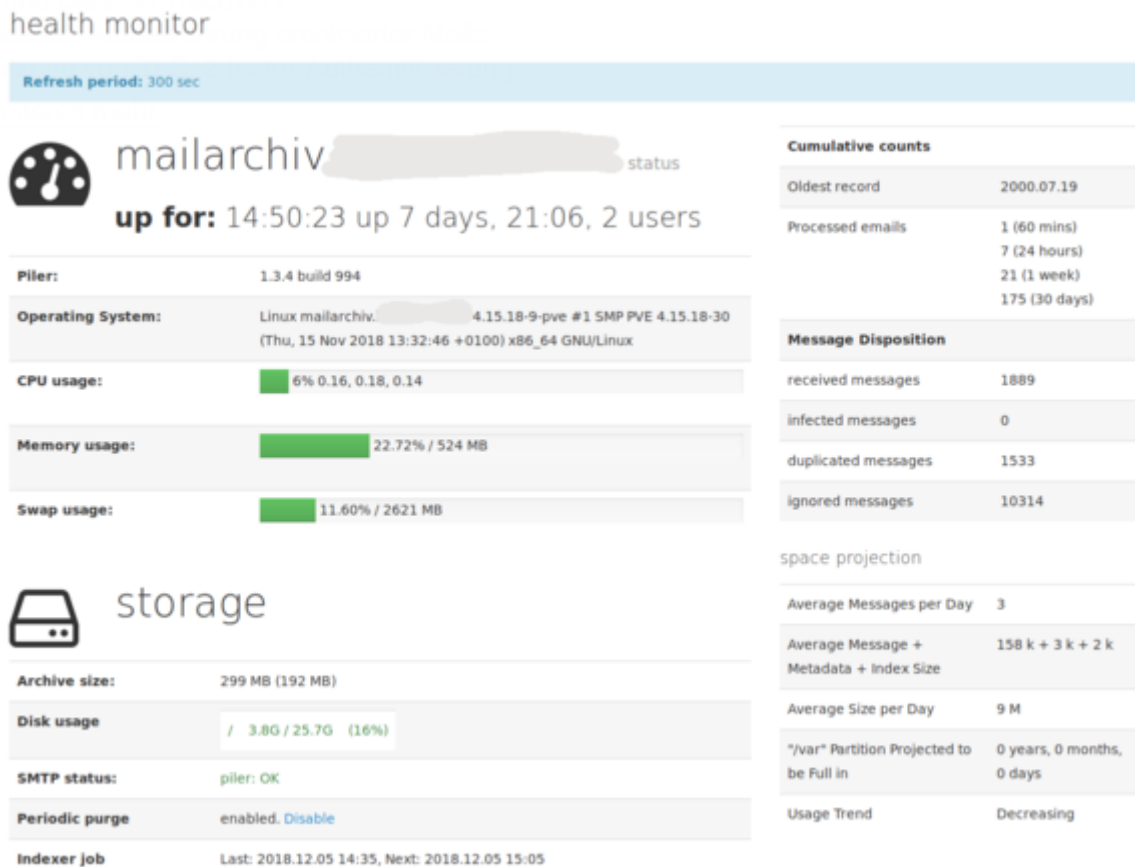 health monitor
Refresh period: 300 sec
mailarchiv status
up for: 14:50:23 up 7 days, 21:06, 2 users
Piler: 1.3.4 build 994
Operating System: Linux mailarchiv. 4.15.18-9-pve #1 SMP PVE 4.15.18-30
(Thu, 15 Nov 2018 13:32:46 +0100) x86_64 GNU/Linux
CPU usage: 6% 0.16, 0.18, 0.14
Memory usage: 22.72% / 524 MB
Swap usage: 11.60% / 2621 MB
storage
Archive size: 299 MB (192 MB)
Disk usage / 3.8G / 25.7G (16%)
SMTP status: piler: OK
Periodic purge enabled. Disable
Indexer job Last: 2018.12.05 14:35, Next: 2018.12.05 15:05
Cumulative counts
Oldest record 2000.07.19
Processed emails 1 (60 mins)
7 (24 hours)
21 (1 week)
175 (30 days)
Message Disposition
received messages 1889
infected messages 0
duplicated messages 1533
ignored messages 10314
space projection
Average Messages per Day 3
Average Message + 158 k + 3 k + 2 k
Metadata + Index Size
Average Size per Day 9 M
"/var" Partition Projected to 0 years, 0 months,
be Full in 0 days
Usage Trend Decreasing